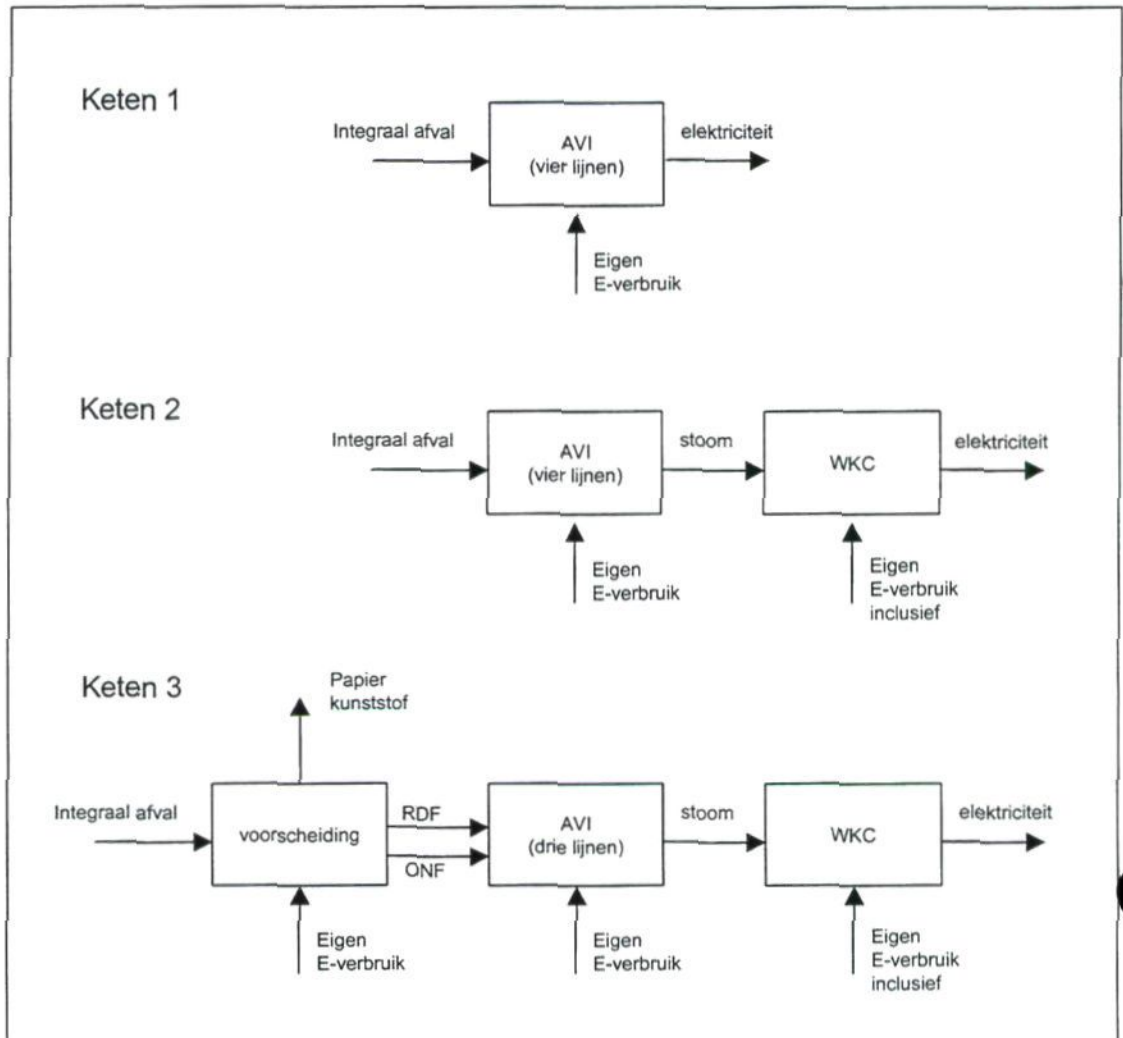 Keten 1
Integraal afval
AVI
(vier lijnen)
elektriciteit
Eigen
E-verbruik
Keten 2
Integraal afval
AVI
(vier lijnen)
stoom
WKC
elektriciteit
Eigen
E-verbruik
Eigen
E-verbruik
inclusief
Keten 3
Papier
kunststof
Integraal afval
voorscheiding
RDF
ONF
AVI
(drie lijnen)
stoom
WKC
elektriciteit
Eigen
E-verbruik
Eigen
E-verbruik
Eigen
E-verbruik
inclusief